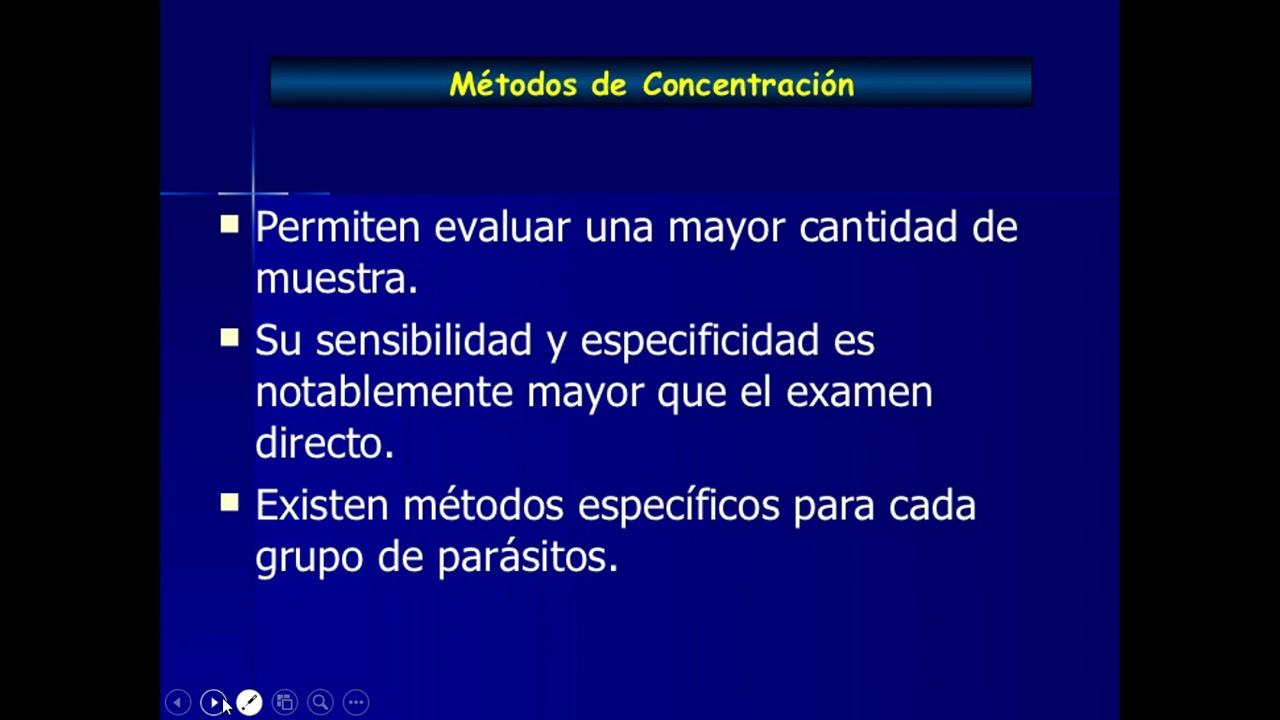 Métodos de Concentración
Permiten evaluar una mayor cantidad de
muestra.
Su sensibilidad y especificidad es
notablemente mayor que el examen
directo.
Existen métodos específicos para cada
grupo de parásitos.